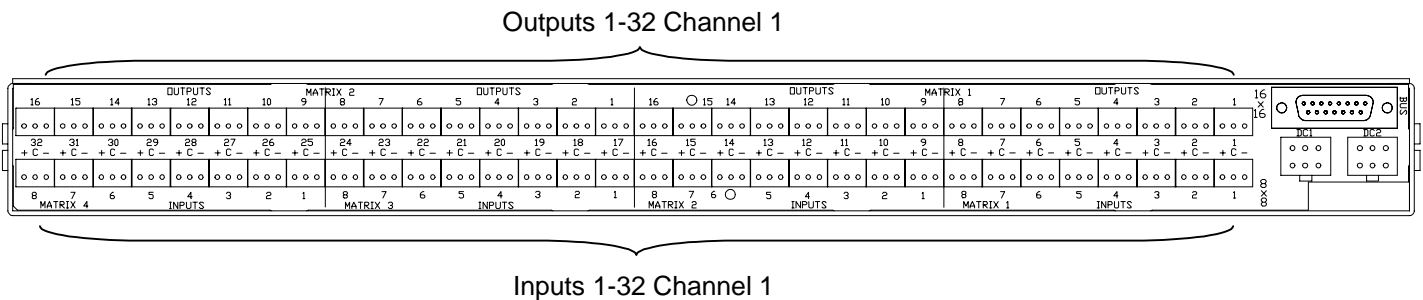 Outputs 1-32 Channel 1
OUTPUTS MATRIX 2 OUTPUTS OUTPUTS MATRIX 1 OUTPUTS
16 15 14 13 12 11 10 9 8 7 6 5 4 3 2 1 16 15 14 13 12 11 10 9 8 7 6 5 4 3 2 1
16
x
16
BUS
32 31 30 29 28 27 26 25 24 23 22 21 20 19 18 17 16 15 14 13 12 11 10 9 8 7 6 5 4 3 2 1
+ C - + C - + C - + C - + C - + C - + C - + C - + C - + C - + C - + C - + C - + C - + C - + C - + C - + C - + C - + C - + C - + C - + C - + C - + C - + C - + C - + C - + C - + C - + C - + C -
DC1 DC2
8 7 6 5 4 3 2 1 8 7 6 5 4 3 2 1 8 7 6 5 4 3 2 1 8 7 6 5 4 3 2 1
8
x
8
MATRIX 4 INPUTS MATRIX 3 INPUTS MATRIX 2 INPUTS MATRIX 1 INPUTS
Inputs 1-32 Channel 1